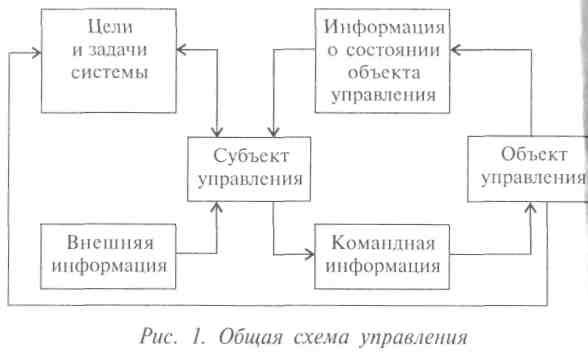 Цели
и задачи
системы
Информация
о состоянии
объекта
управления
Субъект
управления
Объект
управления
Внешняя
информация
Командная
информация
Рис. 1. Общая схема управления